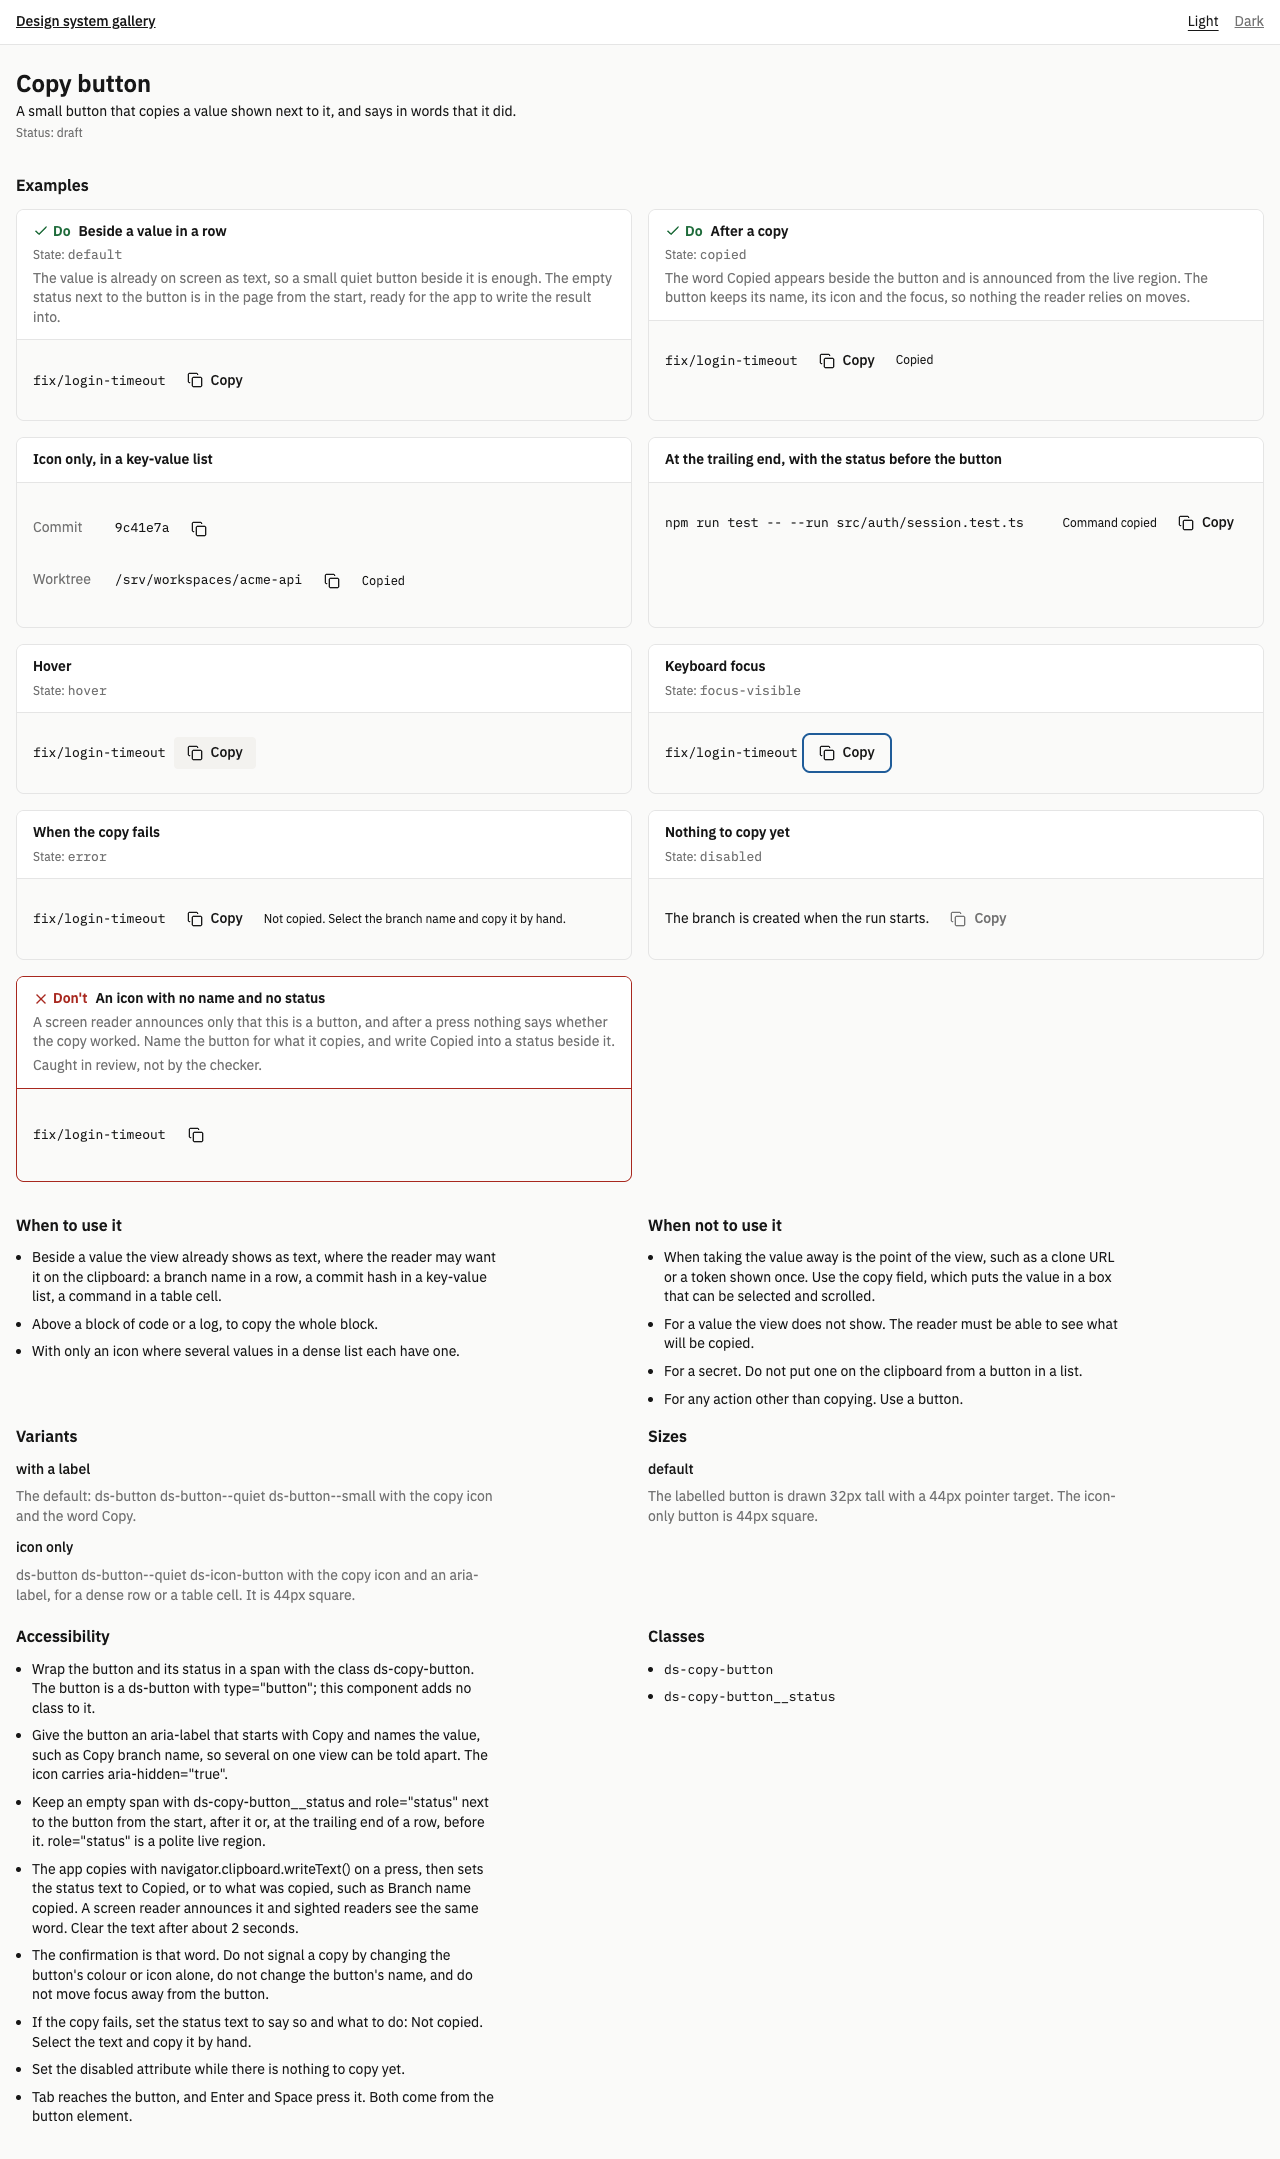 Design system gallery
Light Dark
Copy button
A small button that copies a value shown next to it, and says in words that it did.
Status: draft
Examples
Do Beside a value in a row
State: default
The value is already on screen as text, so a small quiet button beside it is enough. The empty
status next to the button is in the page from the start, ready for the app to write the result
into.
fix/login-timeout Copy
Do After a copy
State: copied
The word Copied appears beside the button and is announced from the live region. The
button keeps its name, its icon and the focus, so nothing the reader relies on moves.
fix/login-timeout Copy Copied
Icon only, in a key-value list
Commit 9c41e7a
Worktree /srv/workspaces/acme-api Copied
At the trailing end, with the status before the button
npm run test -- --run src/auth/session.test.ts Command copied Copy
Hover
State: hover
fix/login-timeout Copy
Keyboard focus
State: focus-visible
fix/login-timeout Copy
When the copy fails
State: error
fix/login-timeout Copy Not copied. Select the branch name and copy it by hand.
Nothing to copy yet
State: disabled
The branch is created when the run starts. Copy
Don't An icon with no name and no status
A screen reader announces only that this is a button, and after a press nothing says whether
the copy worked. Name the button for what it copies, and write Copied into a status beside it.
Caught in review, not by the checker.
fix/login-timeout
When to use it
• Beside a value the view already shows as text, where the reader may want
it on the clipboard: a branch name in a row, a commit hash in a key-value
list, a command in a table cell.
• Above a block of code or a log, to copy the whole block.
• With only an icon where several values in a dense list each have one.
When not to use it
• When taking the value away is the point of the view, such as a clone URL
or a token shown once. Use the copy field, which puts the value in a box
that can be selected and scrolled.
• For a value the view does not show. The reader must be able to see what
will be copied.
• For a secret. Do not put one on the clipboard from a button in a list.
• For any action other than copying. Use a button.
Variants
with a label
The default: ds-button ds-button--quiet ds-button--small with the copy icon
and the word Copy.
icon only
ds-button ds-button--quiet ds-icon-button with the copy icon and an aria-
label, for a dense row or a table cell. It is 44px square.
Sizes
default
The labelled button is drawn 32px tall with a 44px pointer target. The icon-
only button is 44px square.
Accessibility
• Wrap the button and its status in a span with the class ds-copy-button.
The button is a ds-button with type="button"; this component adds no
class to it.
• Give the button an aria-label that starts with Copy and names the value,
such as Copy branch name, so several on one view can be told apart. The
icon carries aria-hidden="true".
• Keep an empty span with ds-copy-button__status and role="status" next
to the button from the start, after it or, at the trailing end of a row, before
it. role="status" is a polite live region.
• The app copies with navigator.clipboard.writeText() on a press, then sets
the status text to Copied, or to what was copied, such as Branch name
copied. A screen reader announces it and sighted readers see the same
word. Clear the text after about 2 seconds.
• The confirmation is that word. Do not signal a copy by changing the
button's colour or icon alone, do not change the button's name, and do
not move focus away from the button.
• If the copy fails, set the status text to say so and what to do: Not copied.
Select the text and copy it by hand.
• Set the disabled attribute while there is nothing to copy yet.
• Tab reaches the button, and Enter and Space press it. Both come from the
button element.
Classes
• ds-copy-button
• ds-copy-button__status